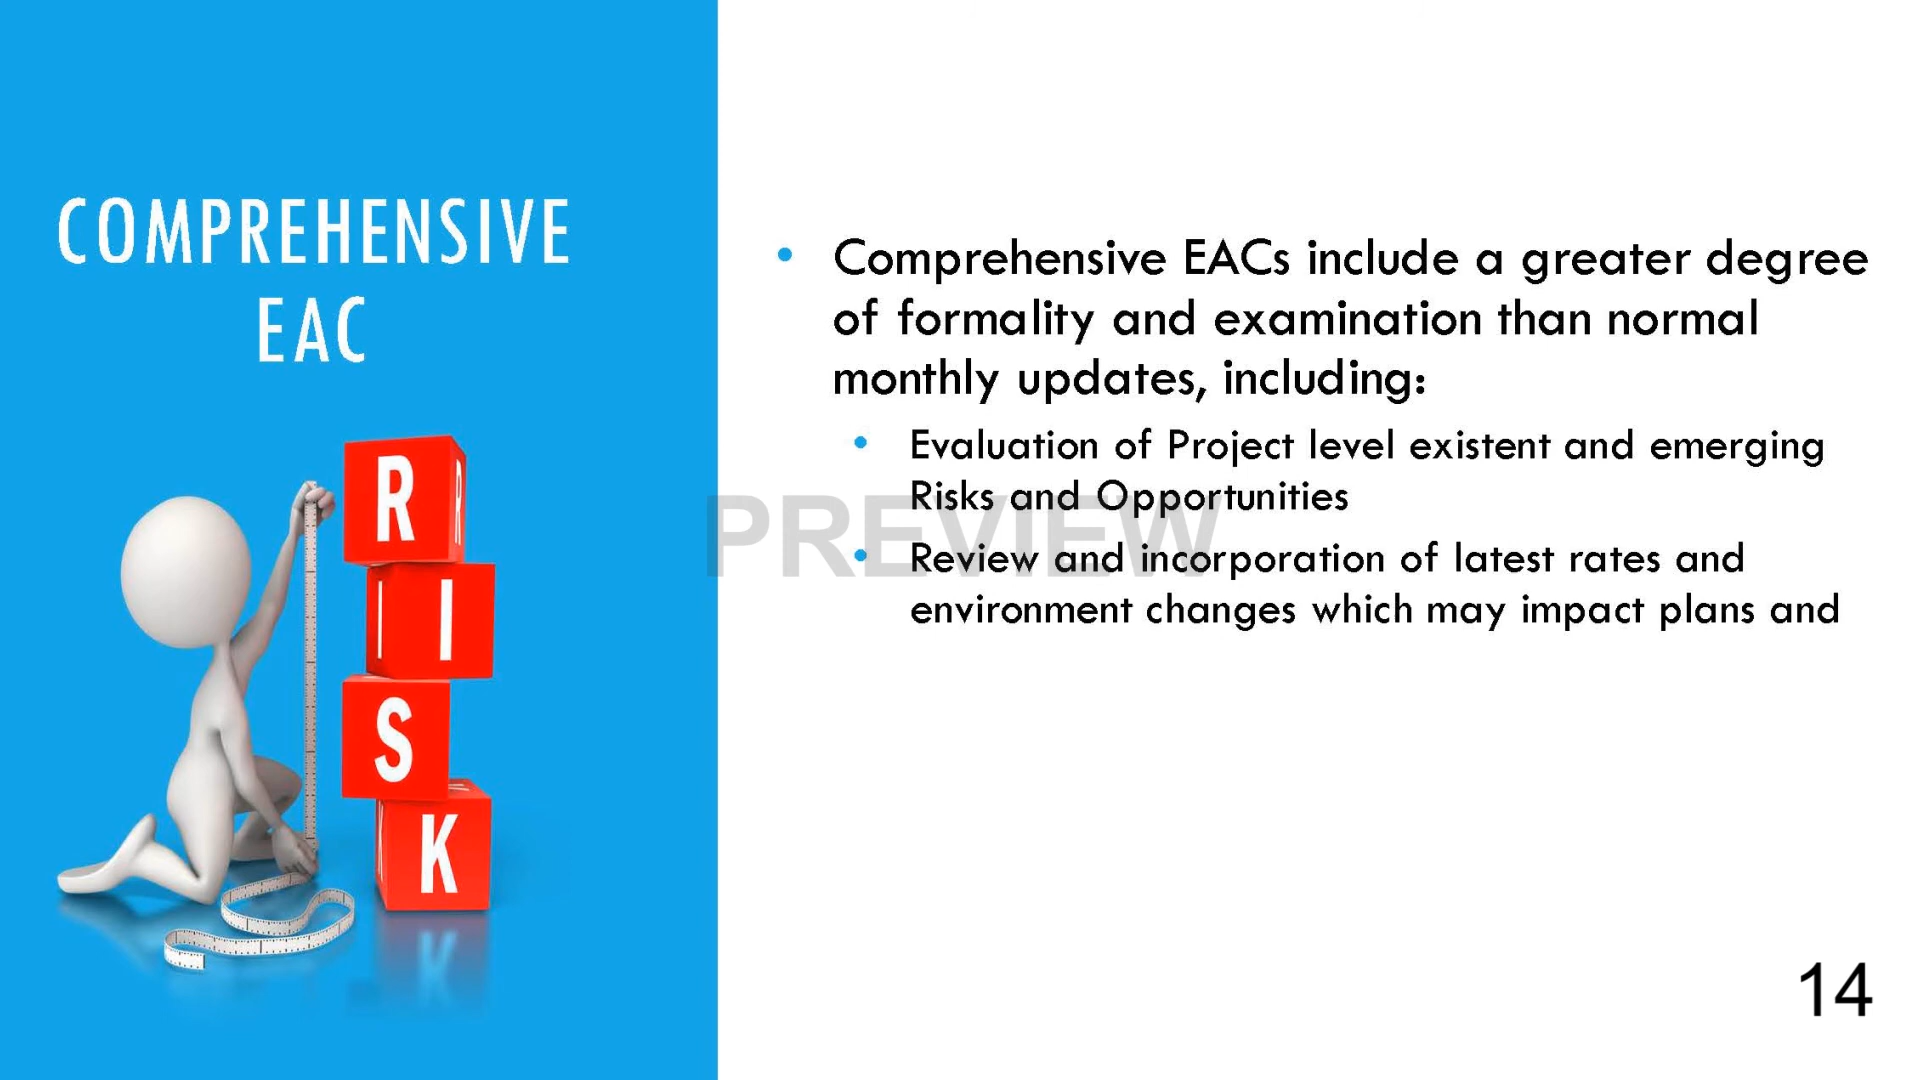 COMPREHENSIVE
EAC
R R
I I
S
K K
• Comprehensive EACs include a greater degree
of formality and examination than normal
monthly updates, including:
• Evaluation of Project level existent and emerging
Risks and Opportunities
PREVIEW
• Review and incorporation of latest rates and
environment changes which may impact plans and
14